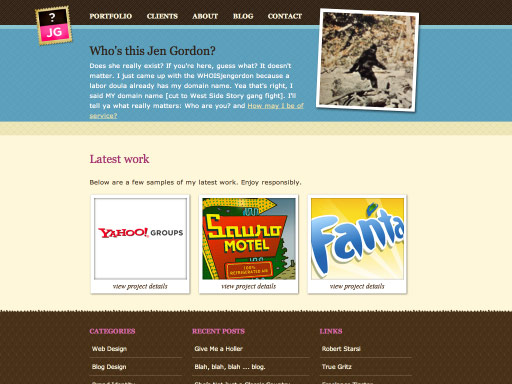 ?
JG
PORTFOLIO CLIENTS ABOUT BLOG CONTACT
Who's this Jen Gordon?
Does she really exist? If you're here, guess what? It doesn't
matter. I just came up with the WHOISjengordon because a
labor doula already has my domain name. Yea that's right, I
said MY domain name [cut to West Side Story gang fight]. I'll
tell ya what really matters: Who are you? and How may I be of
service?
Latest work
Below are a few samples of my latest work. Enjoy responsibly.
YAHOO! GROUPS
MOTEL
100%
REFRIGERATED AIR
Fanta
view project details view project details view project details
CATEGORIES RECENT POSTS LINKS
Web Design Give Me a Holler Robert Starsi
Blog Design Blah, blah, blah ... blog. True Gritz